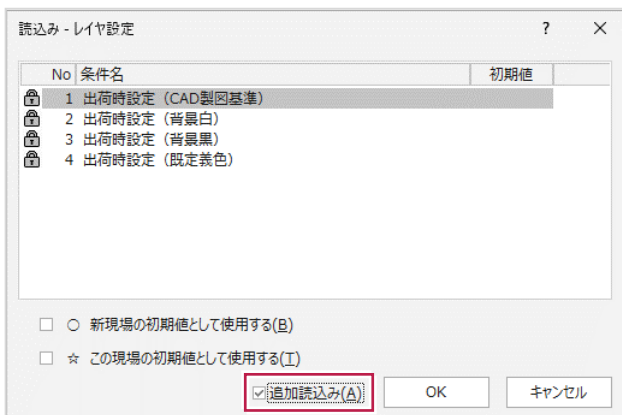 読込み - レイヤ設定 ? ×
No 条件名 初期値
1 出荷時設定（CAD製図基準）
2 出荷時設定（背景白）
3 出荷時設定（背景黒）
4 出荷時設定（既定義色）
○ 新現場の初期値として使用する(B)
☆ この現場の初期値として使用する(T)
追加読込み(A) OK キャンセル